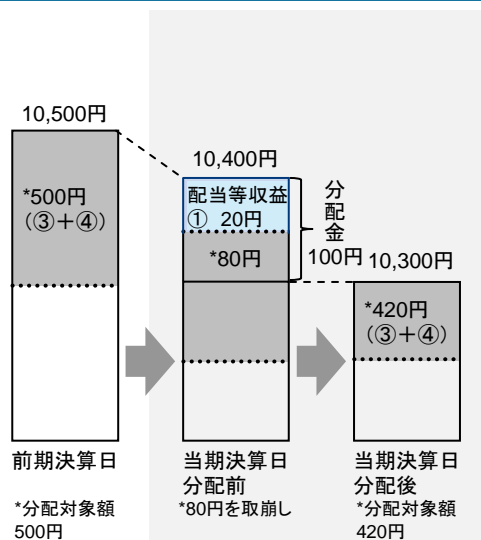 10,500円
*500円
（③＋④）
前期決算日
*分配対象額
500円
10,400円
配当等収益
① 20円
*80円
分配金
100円
当期決算日
分配前
*80円を取崩し
10,300円
*420円
（③＋④）
当期決算日
分配後
*分配対象額
420円